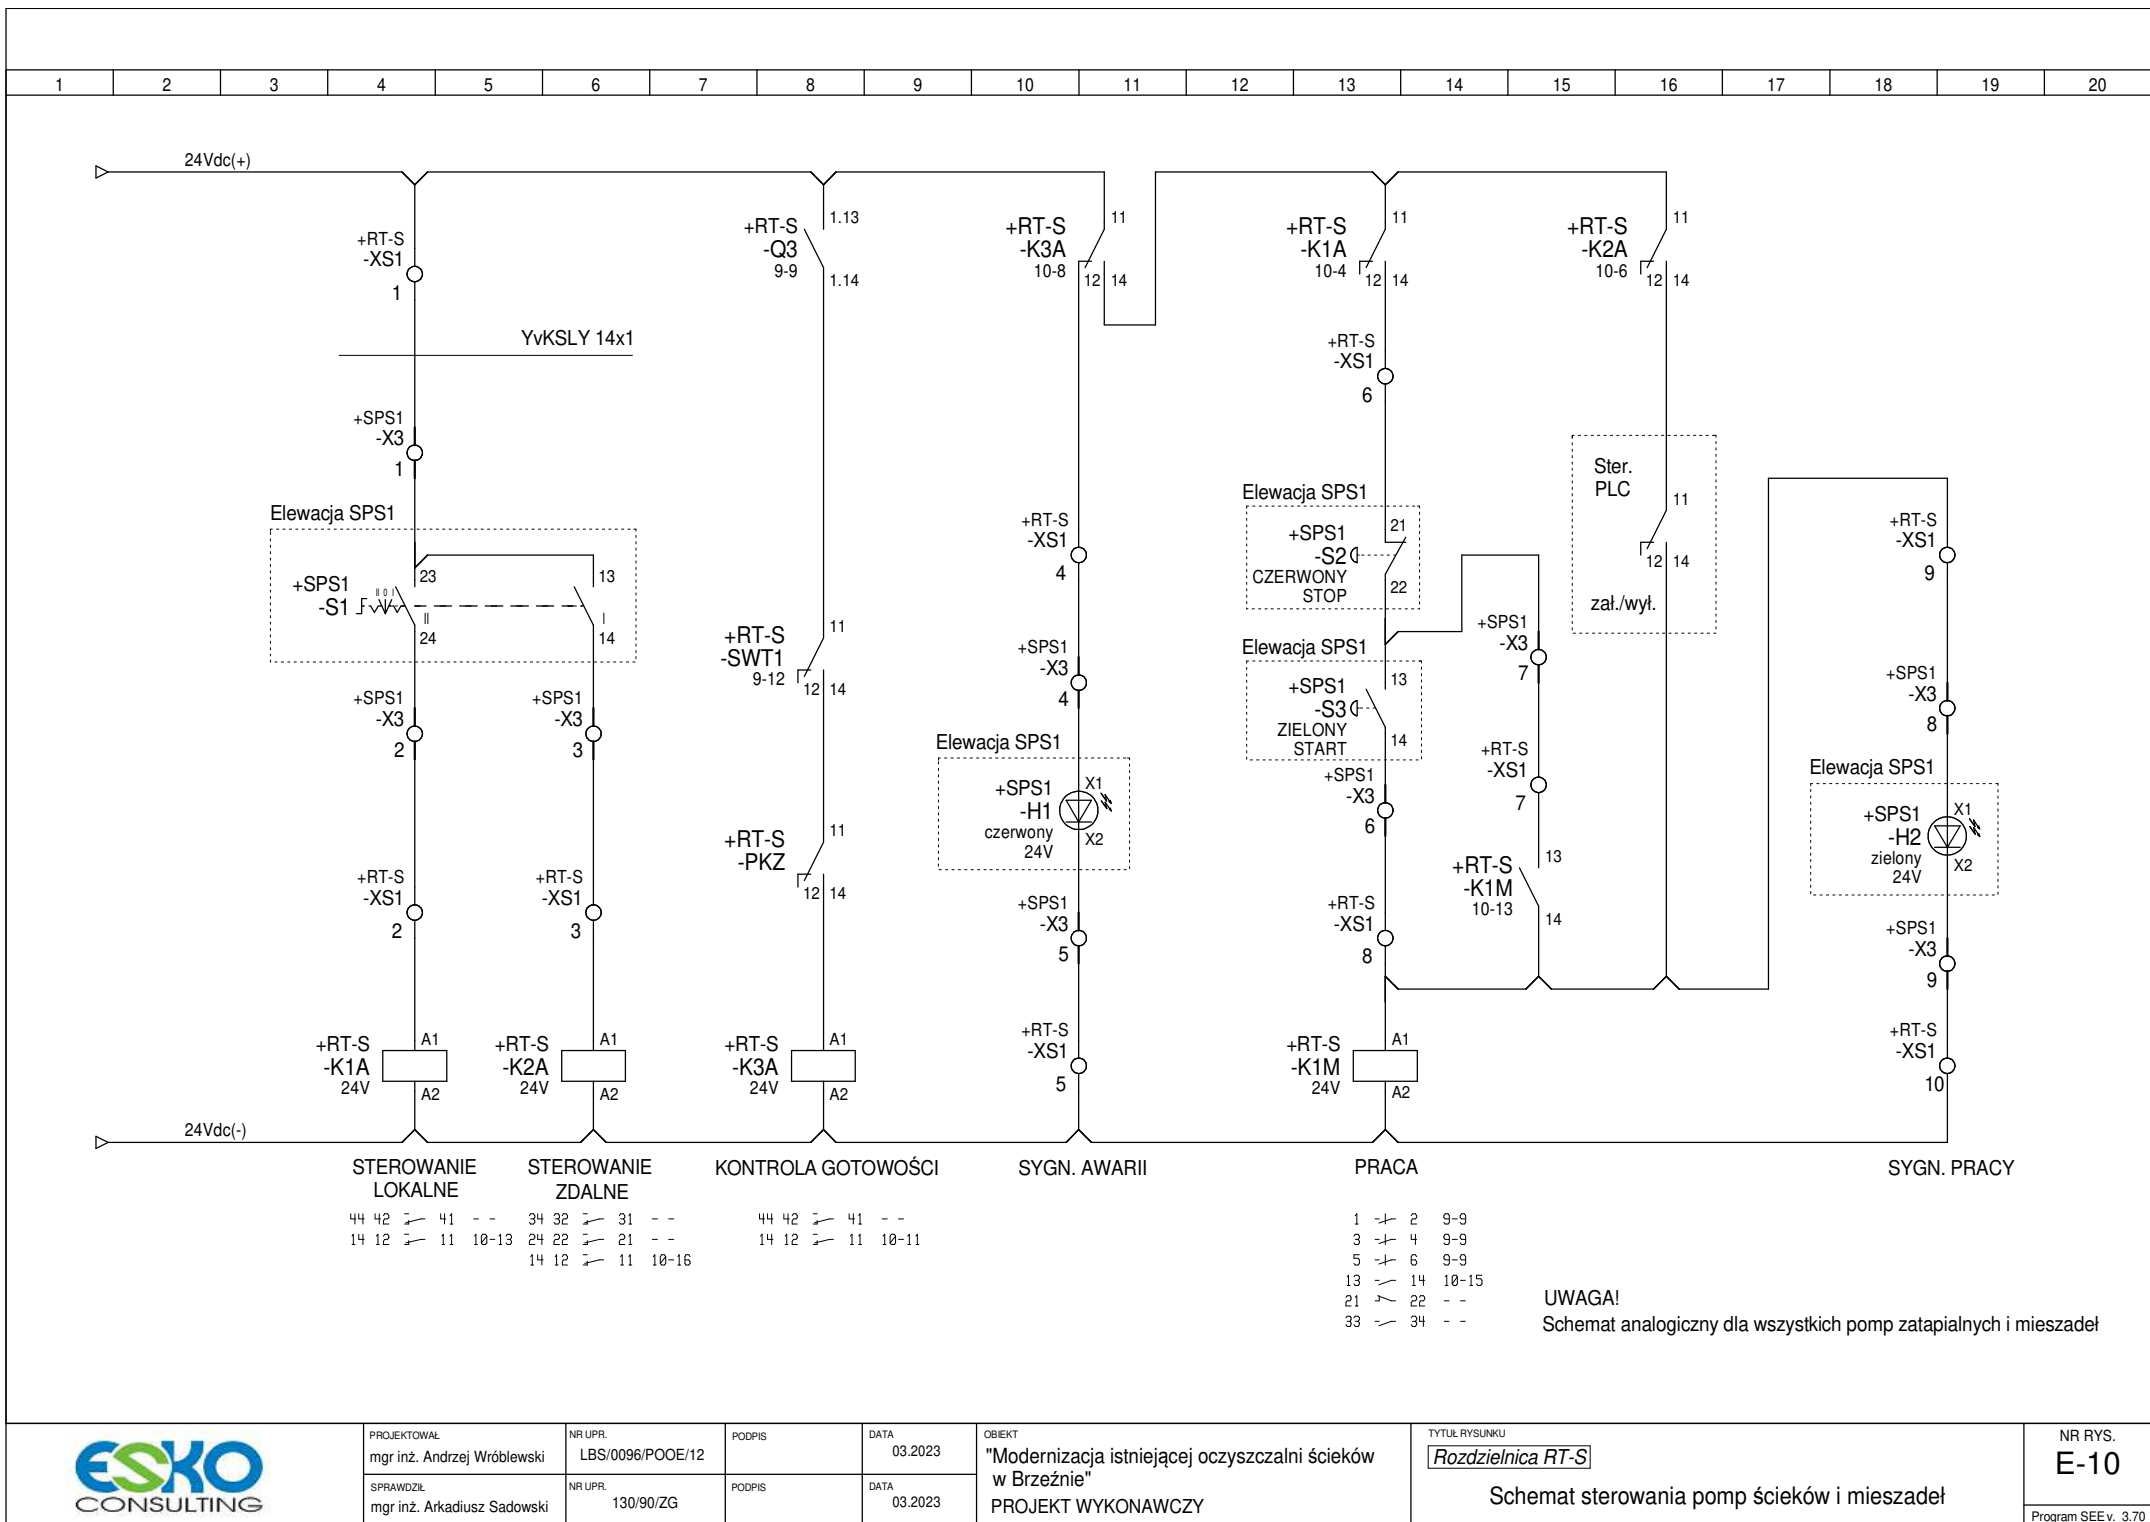 1 2 3 4 5 6 7 8 9 10 11 12 13 14 15 16 17 18 19 20
24Vdc(+)
+RT-S
-XS1
1
YvKSLY 14x1
+SPS1
-X3
1
Elewacja SPS1
+SPS1
-S1
II 0 I
23
II
24
13
I
14
+SPS1
-X3
2
+SPS1
-X3
3
+RT-S
-XS1
2
+RT-S
-XS1
3
+RT-S
-K1A
24V
A1
A2
+RT-S
-K2A
24V
A1
A2
+RT-S
-Q3
9-9
1.13
1.14
+RT-S
-SWT1
9-12
11
12 14
+RT-S
-PKZ
11
12 14
+RT-S
-K3A
24V
A1
A2
+RT-S
-K3A
10-8
11
12 14
+RT-S
-XS1
4
+SPS1
-X3
4
Elewacja SPS1
+SPS1
-H1
czerwony
24V
X1
X2
+SPS1
-X3
5
+RT-S
-XS1
5
+RT-S
-K1A
10-4
11
12 14
+RT-S
-XS1
6
Elewacja SPS1
+SPS1
-S2
CZERWONY
STOP
21
22
Elewacja SPS1
+SPS1
-S3
ZIELONY
START
13
14
+SPS1
-X3
6
+RT-S
-XS1
8
+RT-S
-K1M
24V
A1
A2
+SPS1
-X3
7
+RT-S
-XS1
7
+RT-S
-K1M
10-13
13
14
+RT-S
-K2A
10-6
11
12 14
Ster.
PLC
11
12 14
zał./wył.
+RT-S
-XS1
9
+SPS1
-X3
8
Elewacja SPS1
+SPS1
-H2
zielony
24V
X1
X2
+SPS1
-X3
9
+RT-S
-XS1
10
24Vdc(-)
STEROWANIE
LOKALNE
STEROWANIE
ZDALNE
KONTROLA GOTOWOŚCI
SYGN. AWARII
PRACA
SYGN. PRACY
44 42 41 - -
14 12 11 10-13
34 32 31 - -
24 22 21 - -
14 12 11 10-16
44 42 41 - -
14 12 11 10-11
1 2 9-9
3 4 9-9
5 6 9-9
13 14 10-15
21 22 - -
33 34 - -
UWAGA!
Schemat analogiczny dla wszystkich pomp zatapialnych i mieszadeł
ESKO
CONSULTING
PROJEKTOWAŁ
mgr inż. Andrzej Wróblewski
NR UPR.
LBS/0096/POOE/12
PODPIS
DATA
03.2023
SPRAWDZIŁ
mgr inż. Arkadiusz Sadowski
NR UPR.
130/90/ZG
PODPIS
DATA
03.2023
OBIEKT
"Modernizacja istniejącej oczyszczalni ścieków
w Brzeźnie"
PROJEKT WYKONAWCZY
TYTUŁ RYSUNKU
Rozdzielnica RT-S
Schemat sterowania pomp ścieków i mieszadeł
NR RYS.
E-10
Program SEE v. 3.70